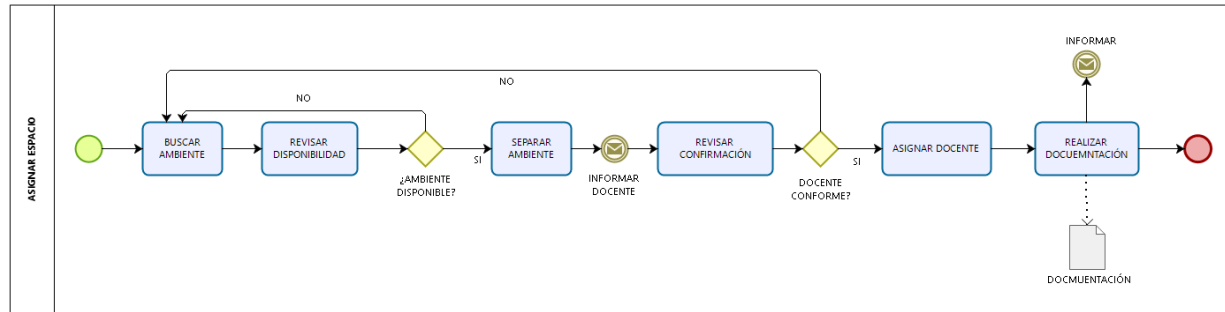 ASIGNAR ESPACIO
INFORMAR
NO
NO
BUSCAR
AMBIENTE
REVISAR
DISPONIBILIDAD
SI
¿AMBIENTE
DISPONIBLE?
SEPARAR
AMBIENTE
INFORMAR
DOCENTE
REVISAR
CONFIRMACIÓN
DOCENTE
CONFORME?
SI
ASIGNAR DOCENTE
REALIZAR
DOCUEMNTACIÓN
DOCMUENTACIÓN